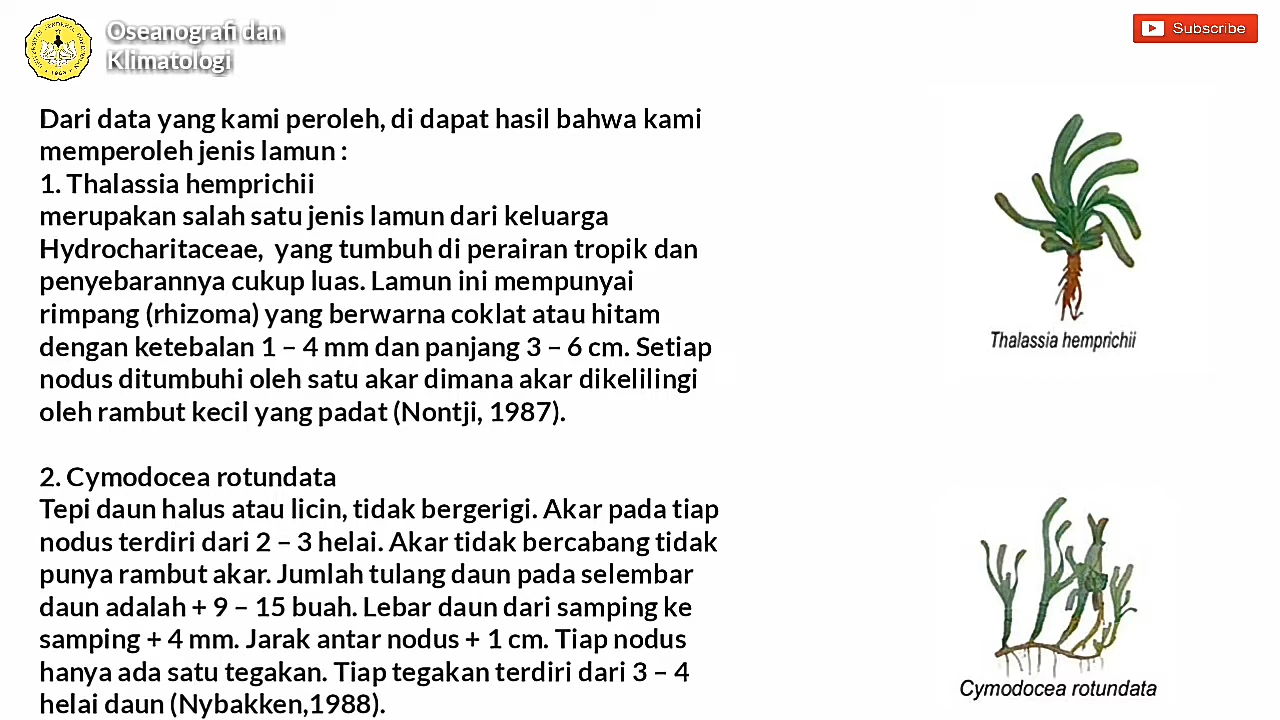 Oseanografi dan
Klimatologi
Subscribe
Dari data yang kami peroleh, di dapat hasil bahwa kami
memperoleh jenis lamun :
1. Thalassia hemprichii
merupakan salah satu jenis lamun dari keluarga
Hydrocharitaceae,  yang tumbuh di perairan tropik dan
penyebarannya cukup luas. Lamun ini mempunyai
rimpang (rhizoma) yang berwarna coklat atau hitam
dengan ketebalan 1 – 4 mm dan panjang 3 – 6 cm. Setiap
nodus ditumbuhi oleh satu akar dimana akar dikelilingi
oleh rambut kecil yang padat (Nontji, 1987).
Thalassia hemprichii
2. Cymodocea rotundata
Tepi daun halus atau licin, tidak bergerigi. Akar pada tiap
nodus terdiri dari 2 – 3 helai. Akar tidak bercabang tidak
punya rambut akar. Jumlah tulang daun pada selembar
daun adalah + 9 – 15 buah. Lebar daun dari samping ke
samping + 4 mm. Jarak antar nodus + 1 cm. Tiap nodus
hanya ada satu tegakan. Tiap tegakan terdiri dari 3 – 4
helai daun (Nybakken,1988).
Cymodocea rotundata